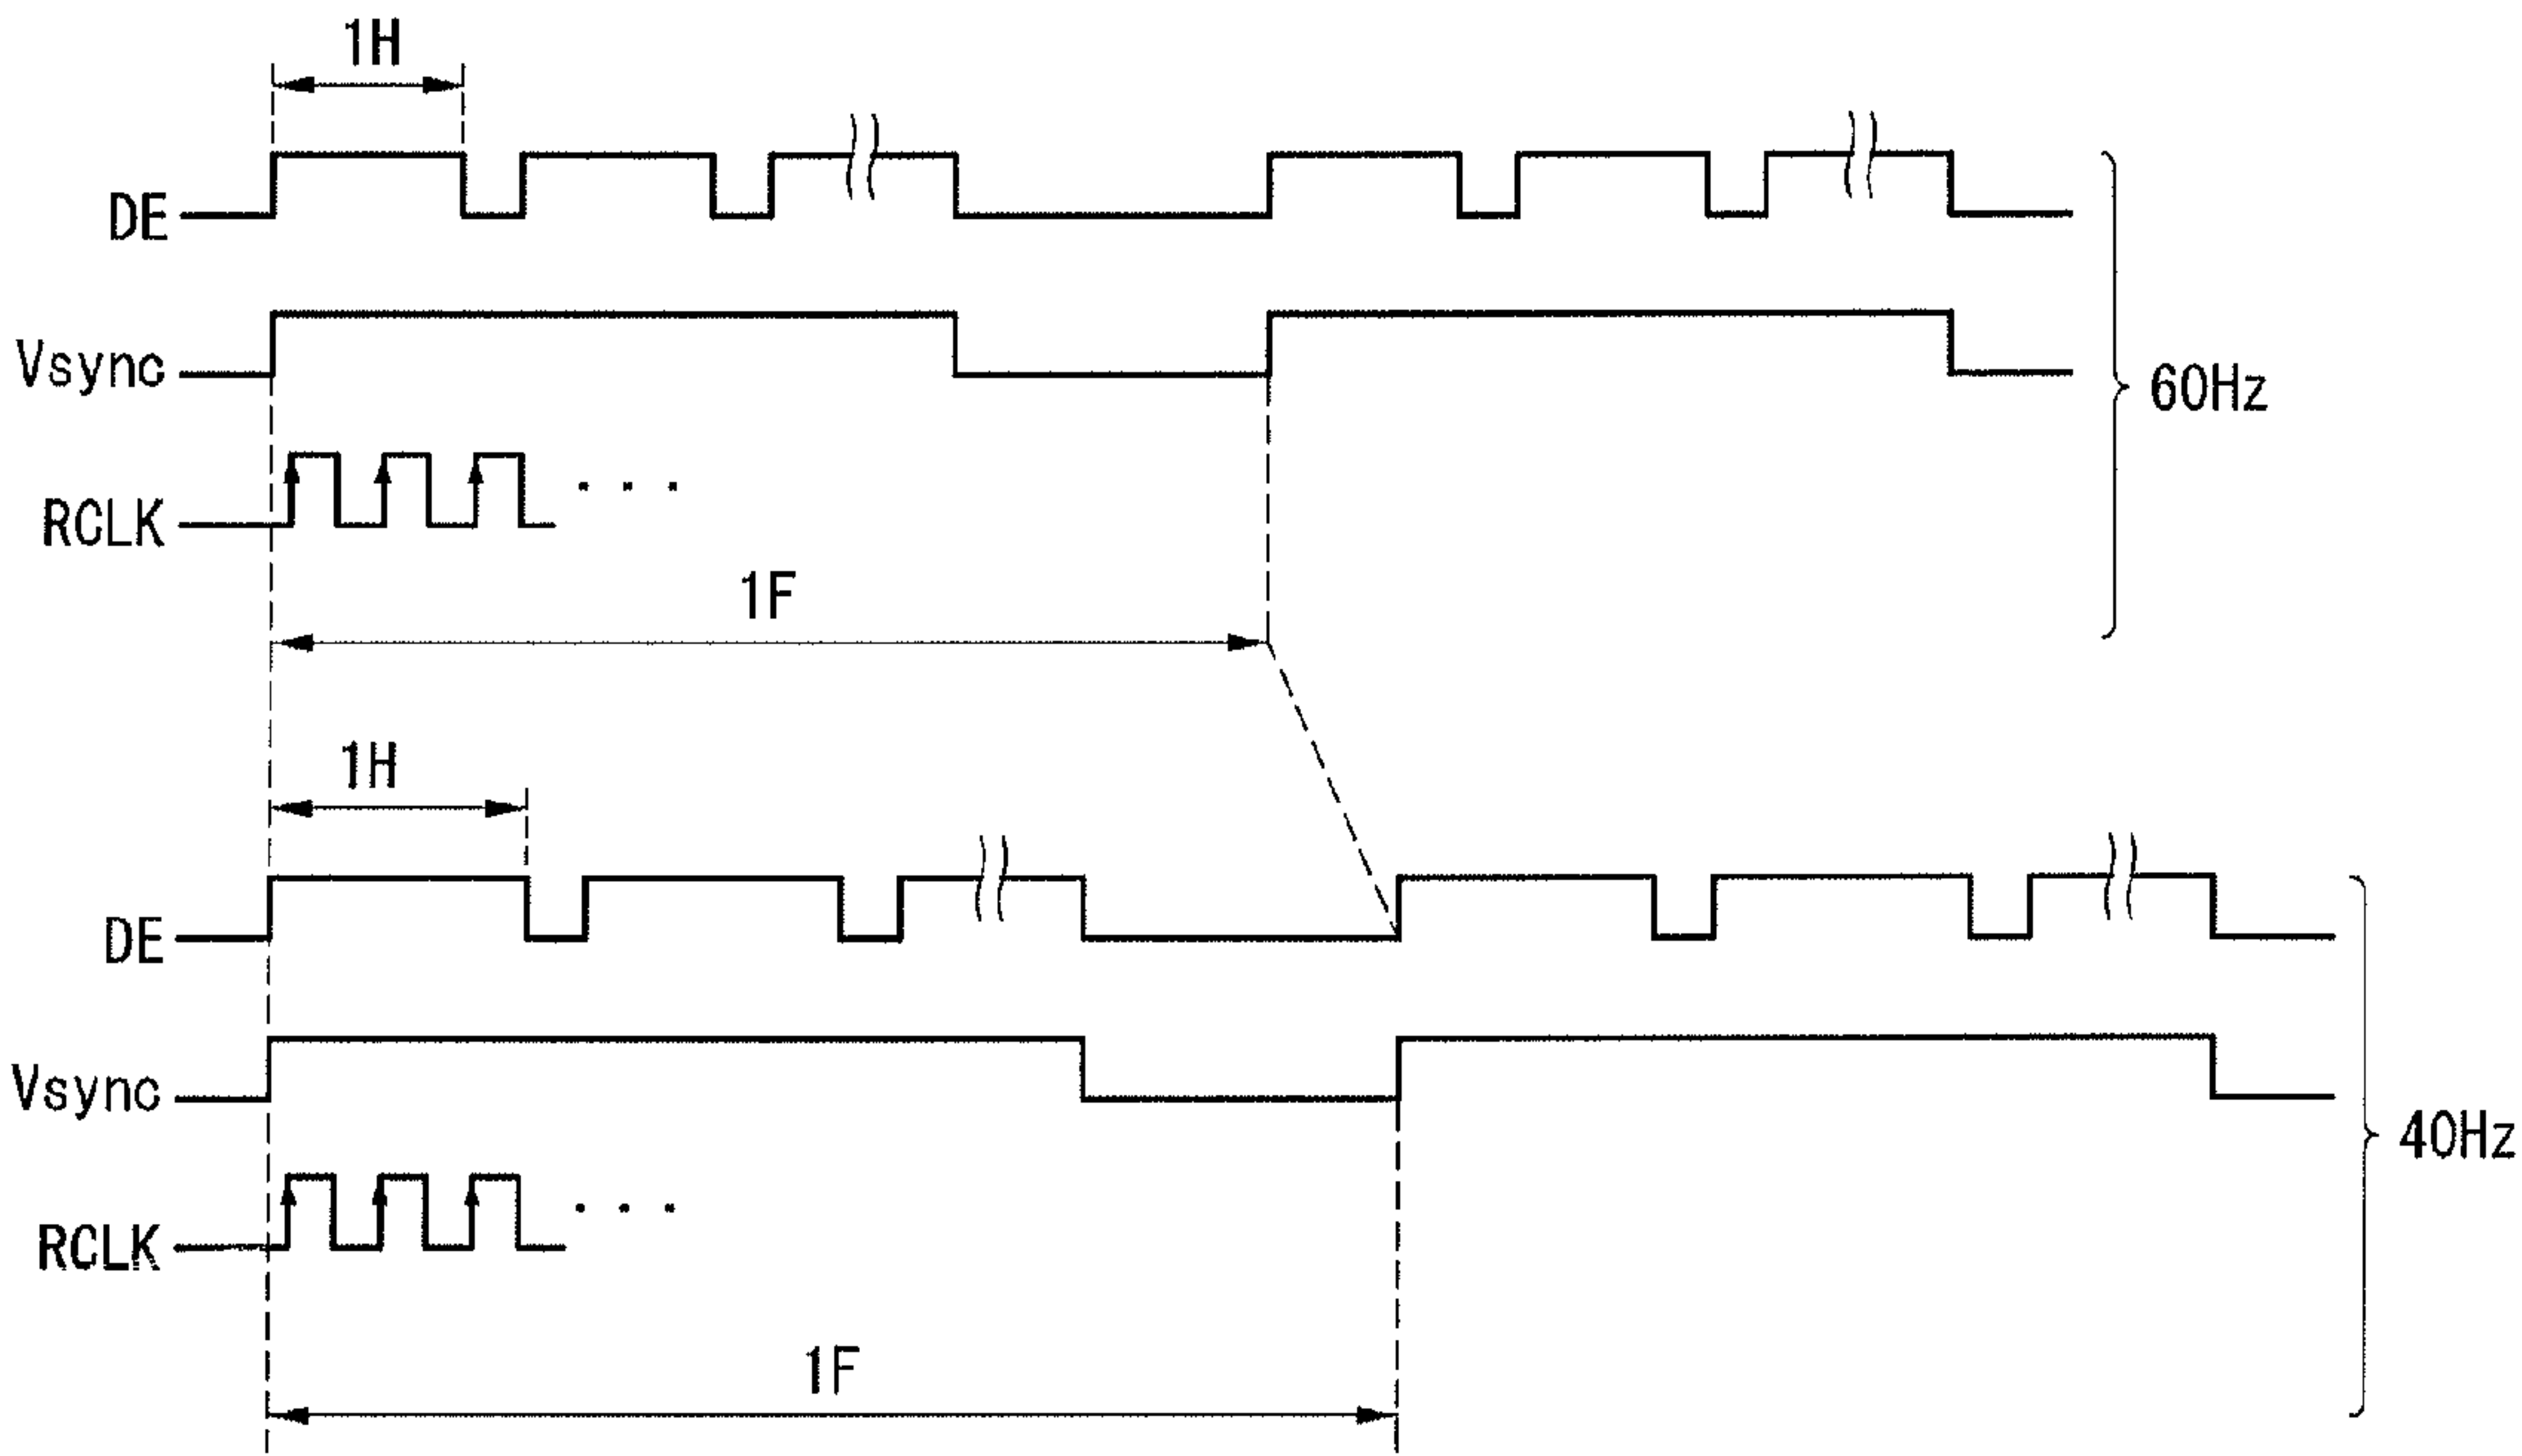 1H
DE
Vsync
60Hz
RCLK
. . .
1F
1H
DE
Vsync
40Hz
RCLK
. . .
1F